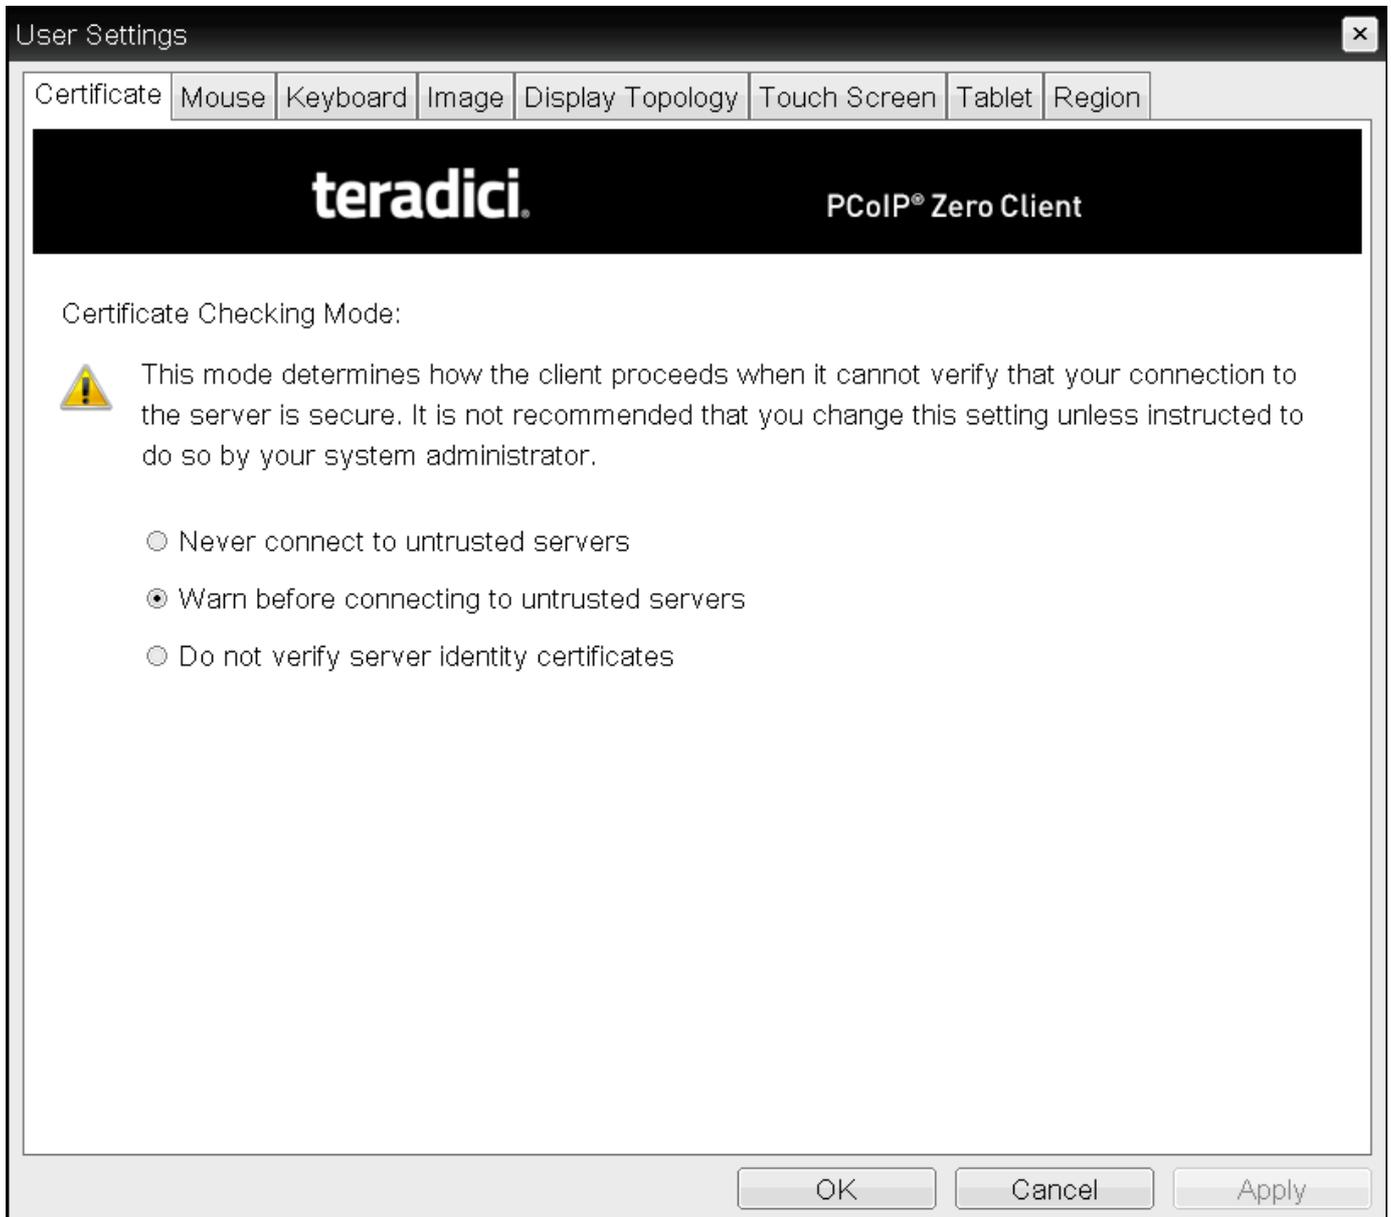 User Settings
Certificate Mouse Keyboard Image Display Topology Touch Screen Tablet Region
teradici. PCoIP® Zero Client
Certificate Checking Mode:
This mode determines how the client proceeds when it cannot verify that your connection to
the server is secure. It is not recommended that you change this setting unless instructed to
do so by your system administrator.
Never connect to untrusted servers
Warn before connecting to untrusted servers
Do not verify server identity certificates
OK Cancel Apply